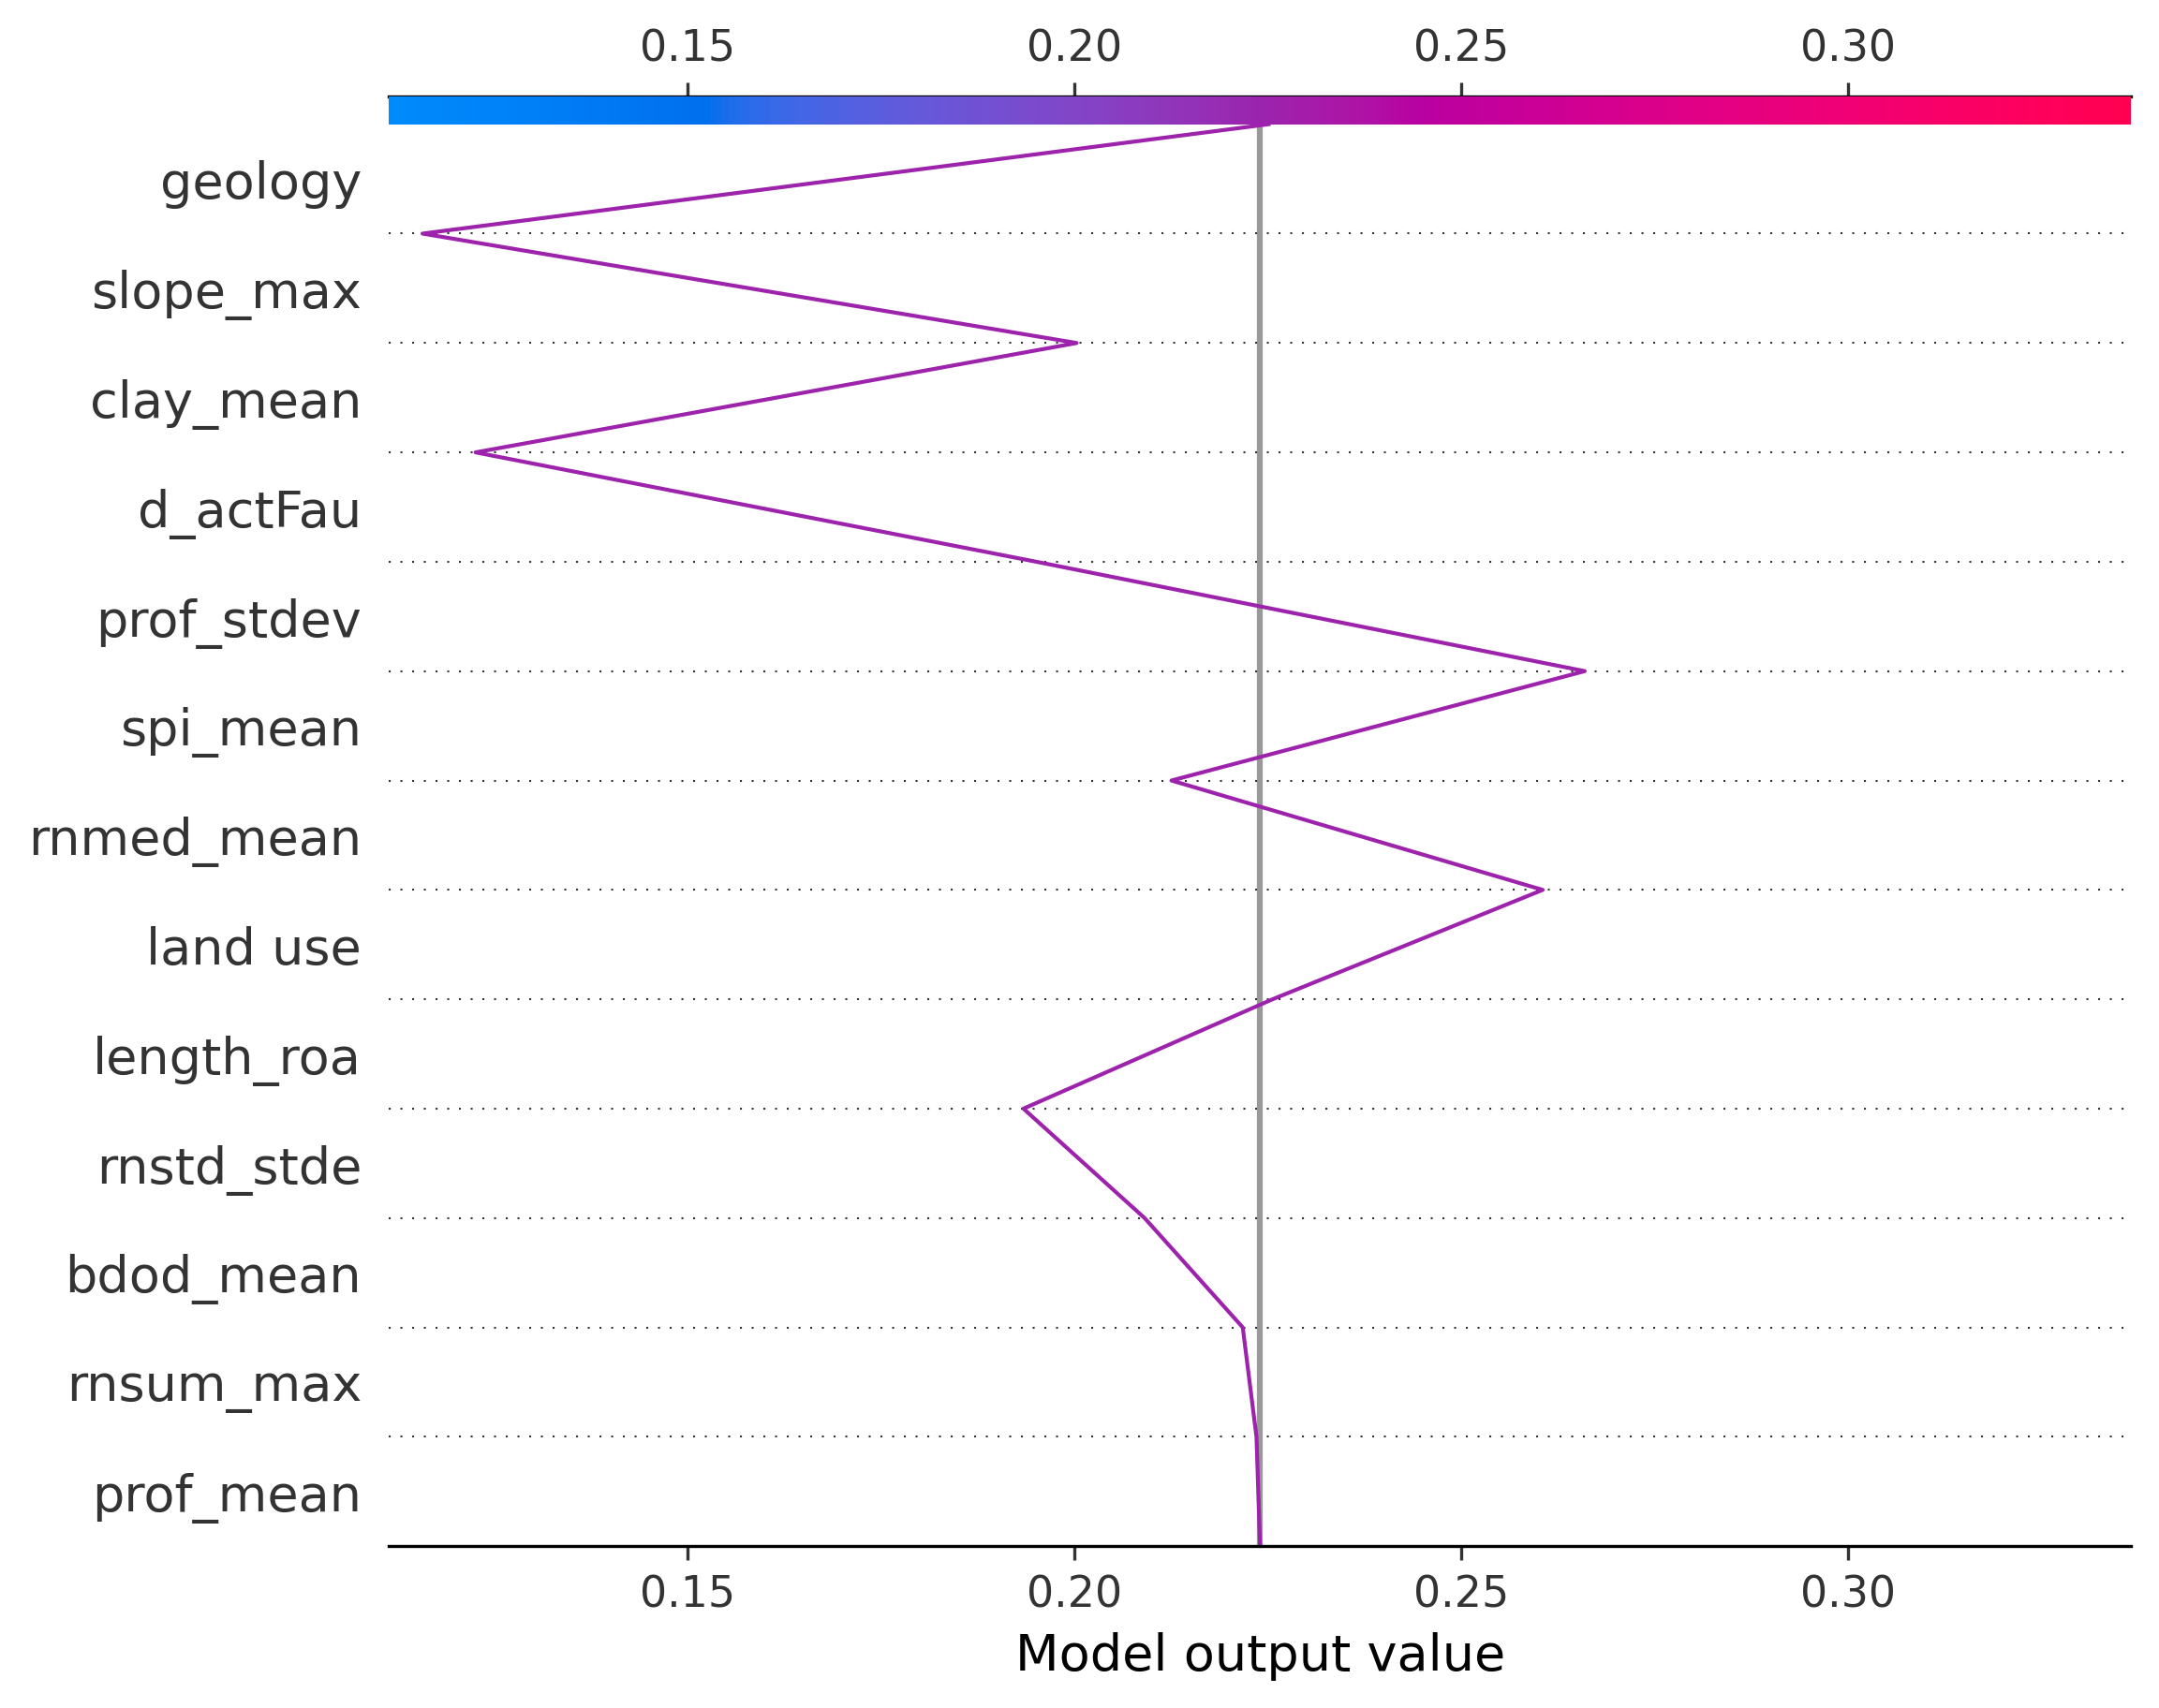 0.15 0.20 0.25 0.30
geology
slope_max
clay_mean
d_actFau
prof_stdev
spi_mean
rnmed_mean
land use
length_roa
rnstd_stde
bdod_mean
rnsum_max
prof_mean
0.15 0.20 0.25 0.30
Model output value